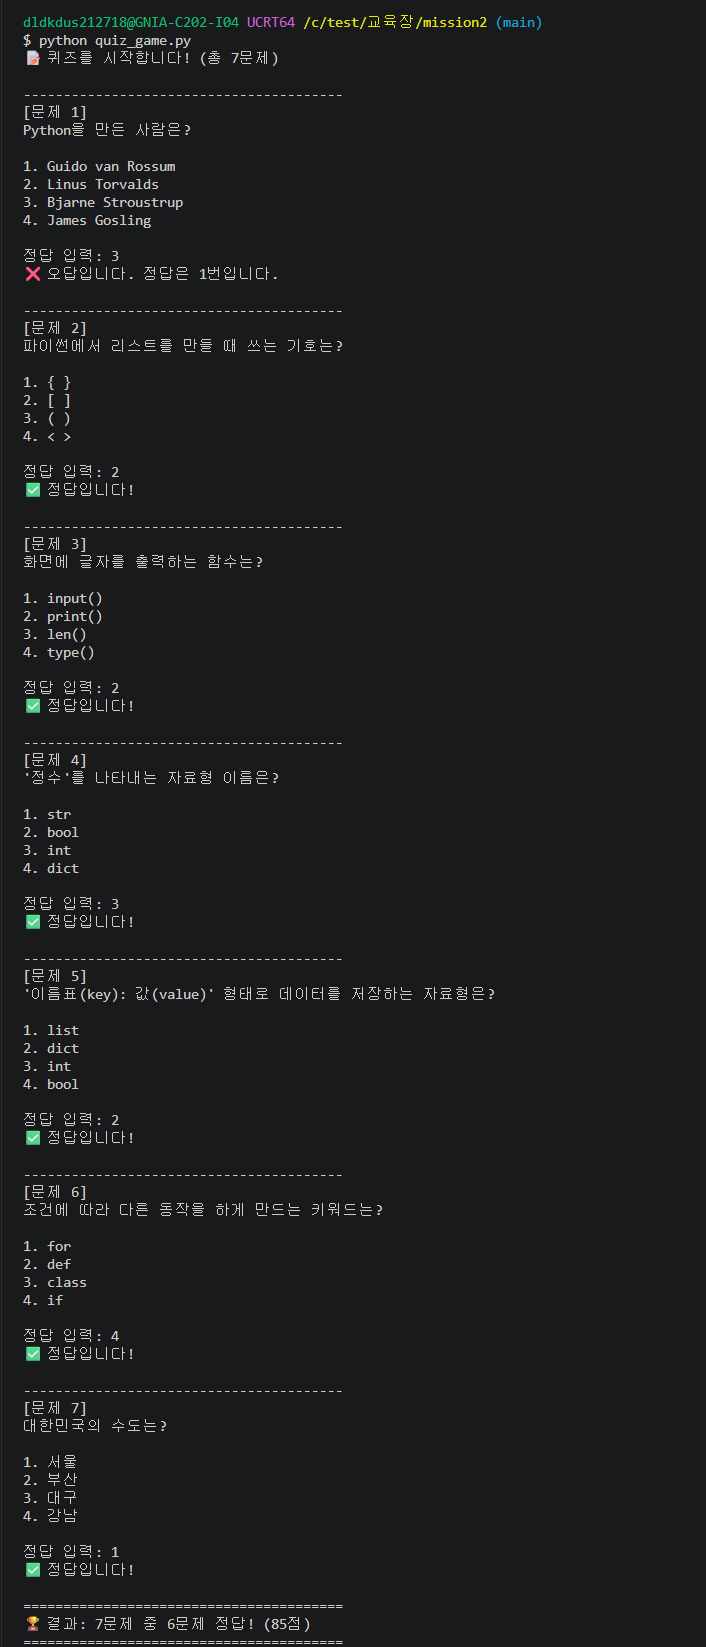 dldkdus212718@GNIA-C202-I04 UCRT64 /c/test/교육장/mission2 (main)
$ python quiz_game.py
📝 퀴즈를 시작합니다! (총 7문제)
----------------------------------------
[문제 1]
Python을 만든 사람은?
1. Guido van Rossum
2. Linus Torvalds
3. Bjarne Stroustrup
4. James Gosling
정답 입력: 3
❌ 오답입니다. 정답은 1번입니다.
----------------------------------------
[문제 2]
파이썬에서 리스트를 만들 때 쓰는 기호는?
1. { }
2. [ ]
3. ( )
4. < >
정답 입력: 2
✅ 정답입니다!
----------------------------------------
[문제 3]
화면에 글자를 출력하는 함수는?
1. input()
2. print()
3. len()
4. type()
정답 입력: 2
✅ 정답입니다!
----------------------------------------
[문제 4]
'정수'를 나타내는 자료형 이름은?
1. str
2. bool
3. int
4. dict
정답 입력: 3
✅ 정답입니다!
----------------------------------------
[문제 5]
'이름표(key): 값(value)' 형태로 데이터를 저장하는 자료형은?
1. list
2. dict
3. int
4. bool
정답 입력: 2
✅ 정답입니다!
----------------------------------------
[문제 6]
조건에 따라 다른 동작을 하게 만드는 키워드는?
1. for
2. def
3. class
4. if
정답 입력: 4
✅ 정답입니다!
----------------------------------------
[문제 7]
대한민국의 수도는?
1. 서울
2. 부산
3. 대구
4. 강남
정답 입력: 1
✅ 정답입니다!
========================================
🏆 결과: 7문제 중 6문제 정답! (85점)
========================================